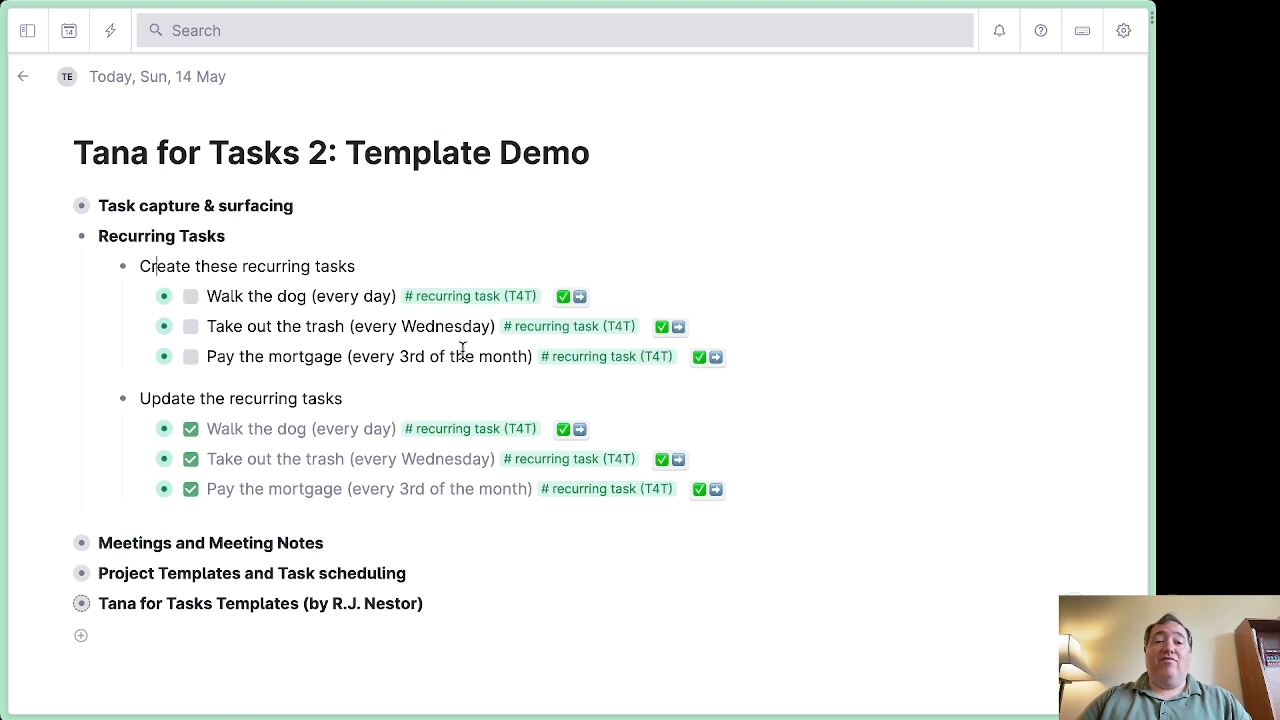 14
Search
TE Today, Sun, 14 May
Tana for Tasks 2: Template Demo
Task capture & surfacing
Recurring Tasks
Create these recurring tasks
Walk the dog (every day) # recurring task (T4T) ✅➡️
Take out the trash (every Wednesday) # recurring task (T4T) ✅➡️
Pay the mortgage (every 3rd of the month) # recurring task (T4T) ✅➡️
Update the recurring tasks
Walk the dog (every day) # recurring task (T4T) ✅➡️
Take out the trash (every Wednesday) # recurring task (T4T) ✅➡️
Pay the mortgage (every 3rd of the month) # recurring task (T4T) ✅➡️
Meetings and Meeting Notes
Project Templates and Task scheduling
Tana for Tasks Templates (by R.J. Nestor)